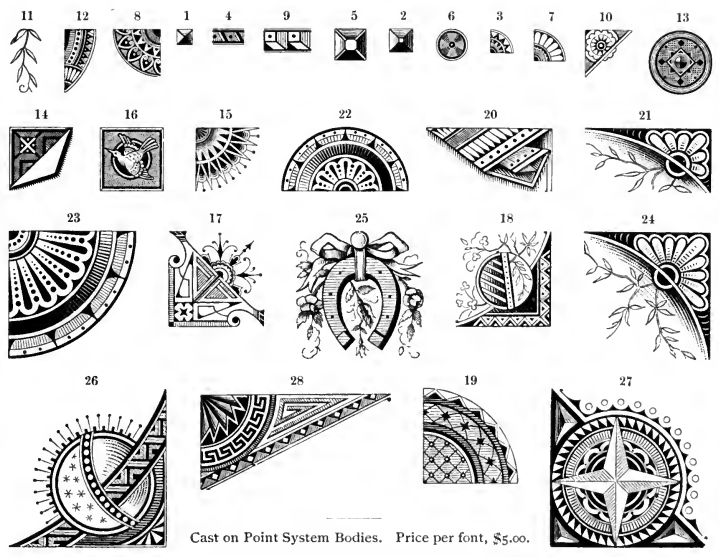 11 12 8 1 4 9 5 2 6 3 7 10 13
14 16 15 22 20 21
23 17 25 18 24
26 28 19 27
Cast on Point System Bodies. Price per font, $5.00.